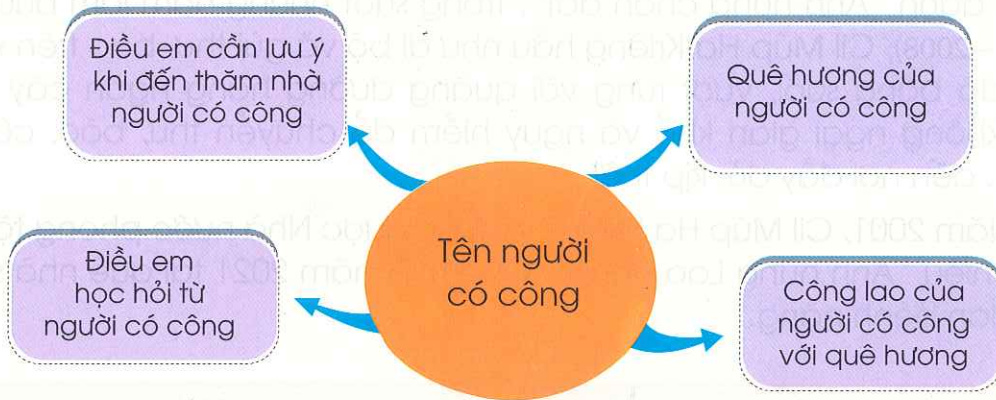 Điều em cần lưu ý
khi đến thăm nhà
người có công
Quê hương của
người có công
Tên người
có công
Điều em
học hỏi từ
người có công
Công lao của
người có công
với quê hương